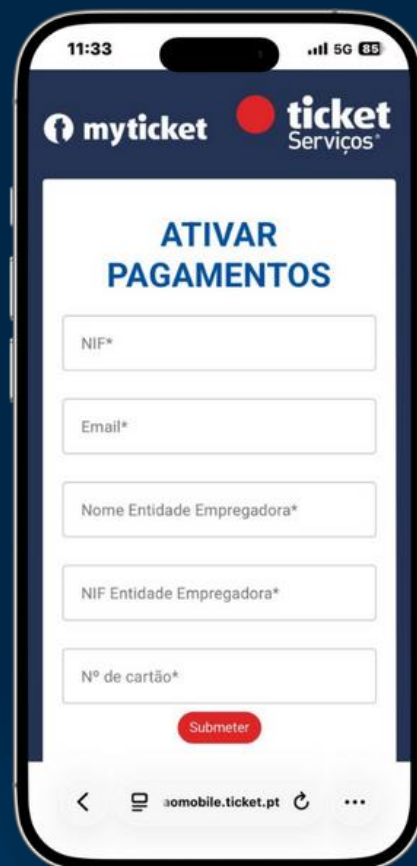 11:33
5G 85
myticket
ticket
Serviços®
ATIVAR
PAGAMENTOS
NIF*
Email*
Nome Entidade Empregadora*
NIF Entidade Empregadora*
Nº de cartão*
Submeter
aomobile.ticket.pt